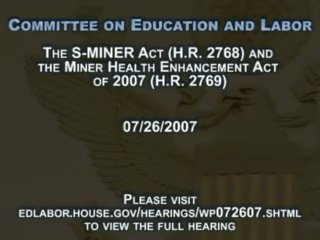 Committee on Education and Labor
The S-MINER Act (H.R. 2768) and
the Miner Health Enhancement Act
of 2007 (H.R. 2769)
07/26/2007
Please visit
edlabor.house.gov/hearings/wp072607.shtml
to view the full hearing